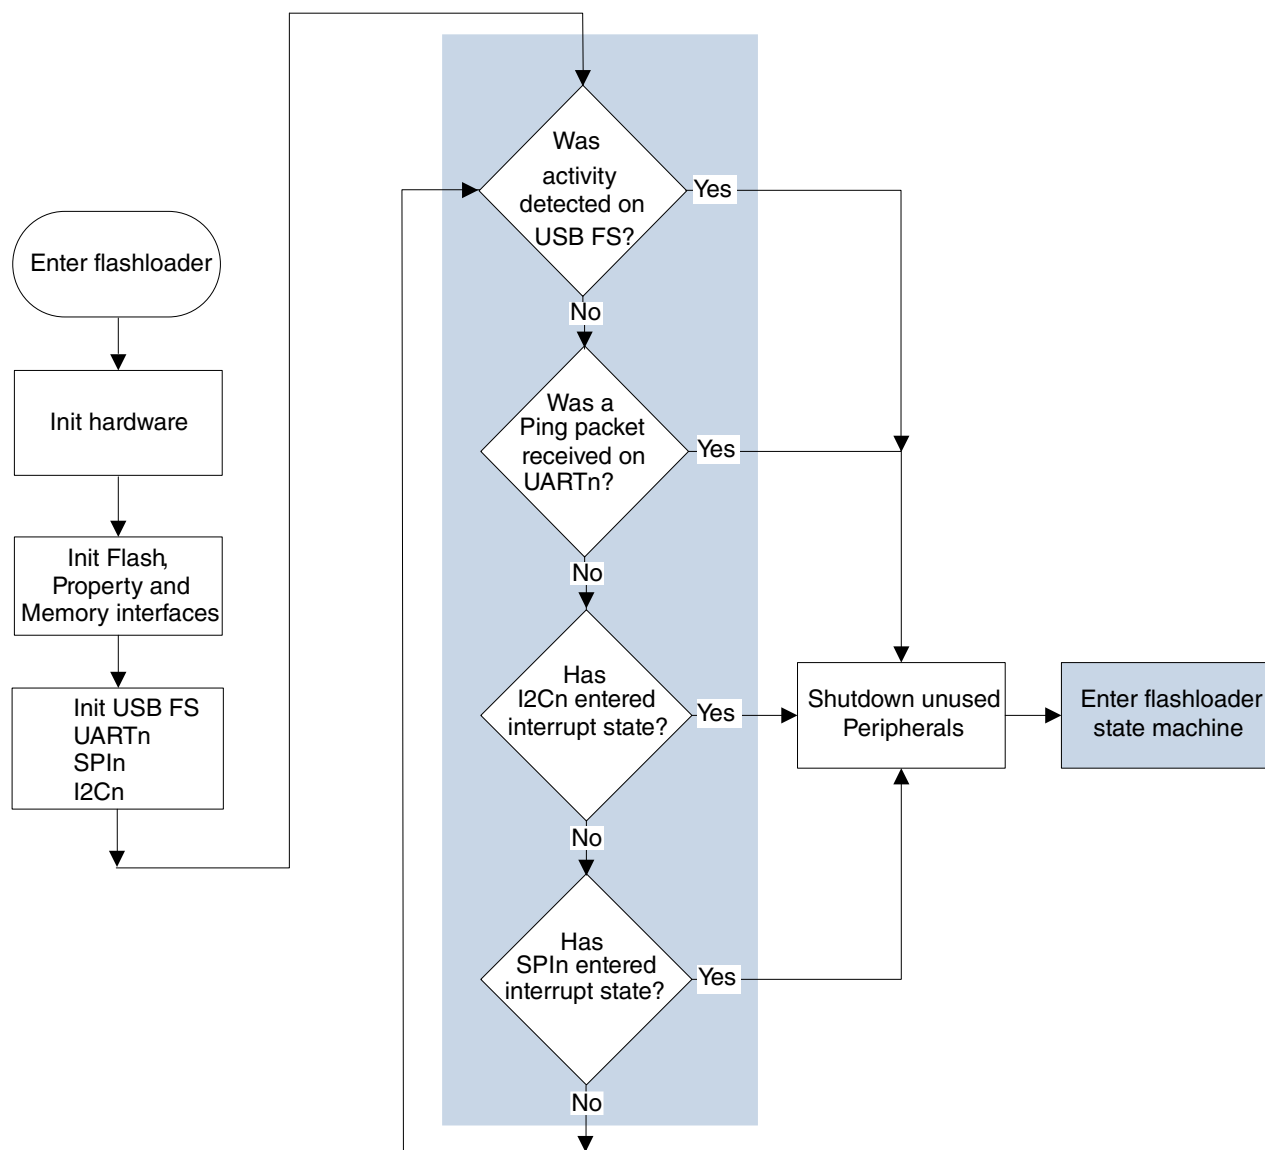 Enter flashloader
Init hardware
Init Flash,
Property and
Memory interfaces
Init USB FS
UARTn
SPIn
I2Cn
Was
activity
detected on
USB FS?
Yes
No
Was a
Ping packet
received on
UARTn?
Yes
No
Has
I2Cn entered
interrupt state?
Yes
No
Has
SPIn entered
interrupt state?
Yes
No
Shutdown unused
Peripherals
Enter flashloader
state machine